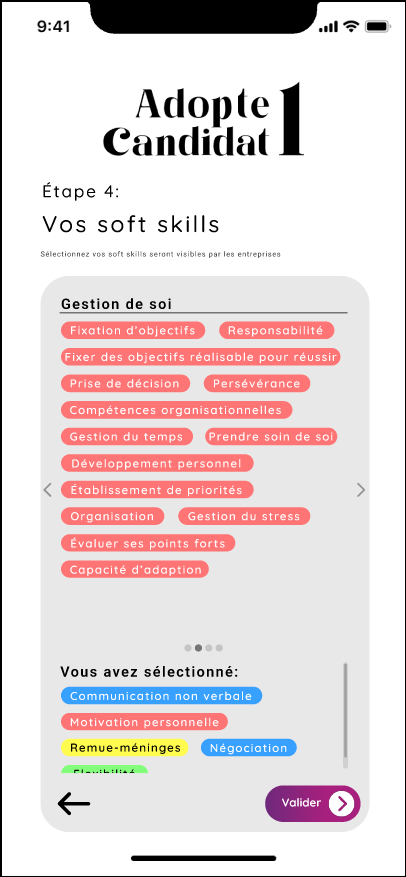 9:41
Adopte 1
Candidat
Étape 4:
Vos soft skills
Sélectionnez vos soft skills seront visibles par les entreprises
Gestion de soi
Fixation d'objectifs Responsabilité
Fixer des objectifs réalisable pour réussir
Prise de décision Persévérance
Compétences organisationnelles
Gestion du temps Prendre soin de soi
Développement personnel
Établissement de priorités
Organisation Gestion du stress
Évaluer ses points forts
Capacité d'adaption
Vous avez sélectionné:
Communication non verbale
Motivation personnelle
Remue-méninges Négociation
Flexibilité
Valider